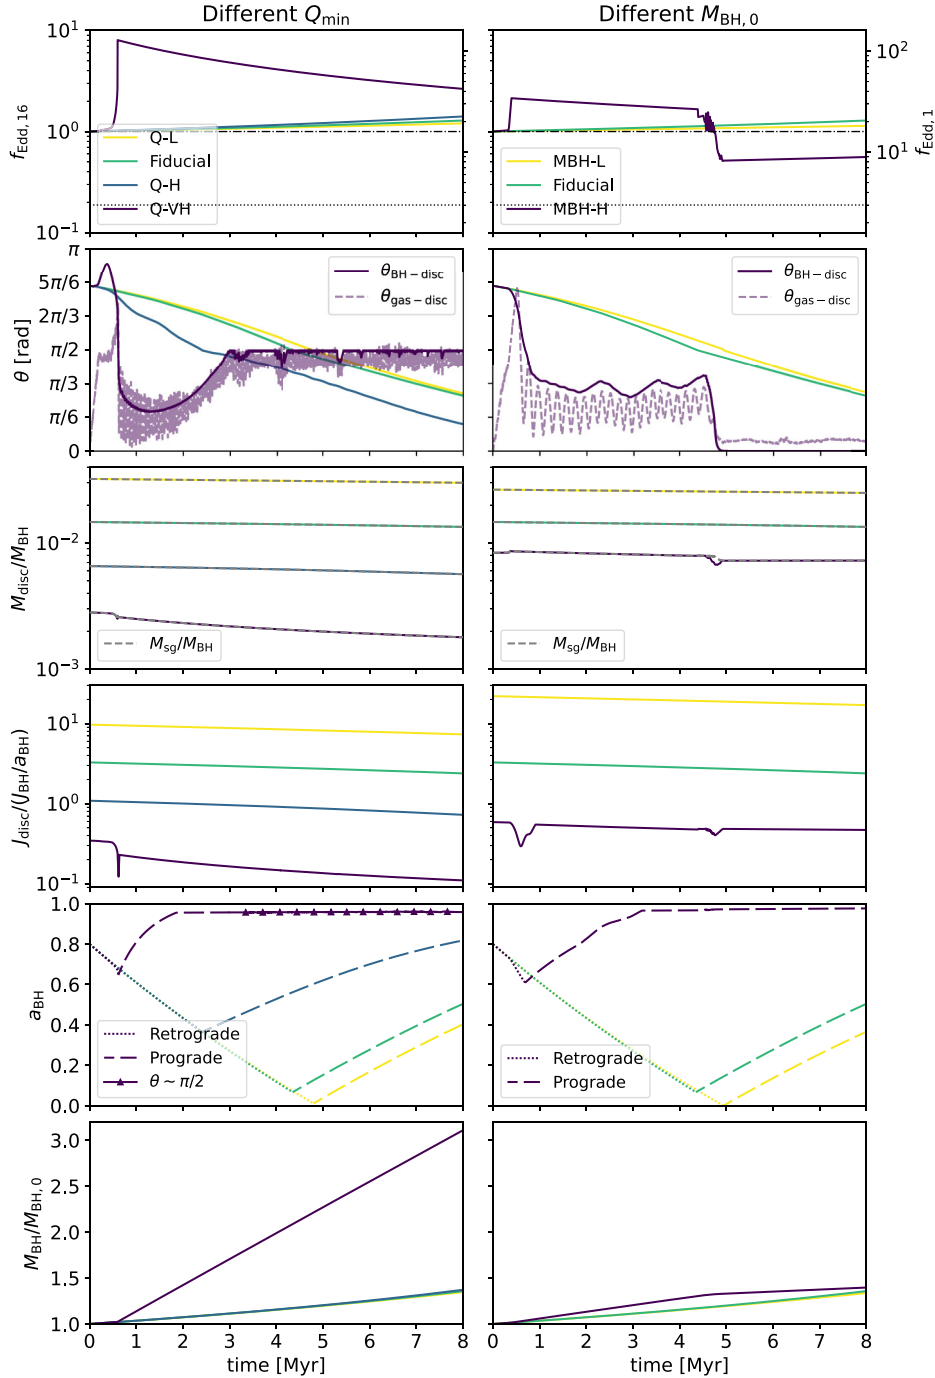 Different Q_min
Different M_BH, 0
10^1
10^0
10^−1
f_Edd, 16
Q-L
Fiducial
Q-H
Q-VH
MBH-L
Fiducial
MBH-H
10^2
10^1
f_Edd, 1
π
5π/6
2π/3
π/2
π/3
π/6
0
θ [rad]
θ_BH−disc
θ_gas−disc
θ_BH−disc
θ_gas−disc
10^−2
10^−3
M_disc/M_BH
M_sg/M_BH
M_sg/M_BH
10^1
10^0
10^−1
J_disc/(J_BH/a_BH)
1.0
0.8
0.6
0.4
0.2
0.0
a_BH
Retrograde
Prograde
θ ~ π/2
Retrograde
Prograde
3.0
2.5
2.0
1.5
1.0
M_BH/M_BH, 0
0 1 2 3 4 5 6 7 8
0 1 2 3 4 5 6 7 8
time [Myr]
time [Myr]